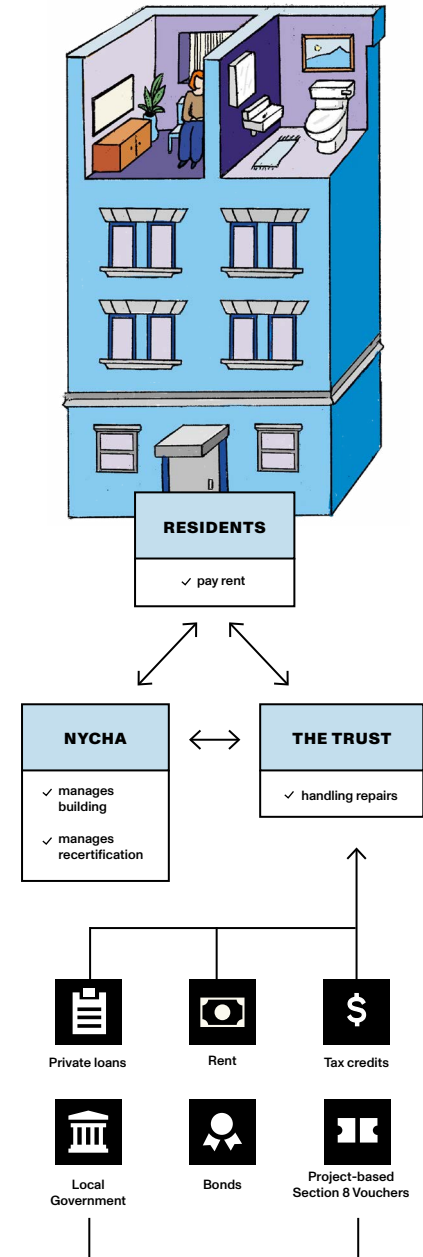 RESIDENTS
✓ pay rent
NYCHA
✓ manages
building
✓ manages
recertification
THE TRUST
✓ handling repairs
Private loans
Rent
$
Tax credits
Local
Government
Bonds
Project-based
Section 8 Vouchers